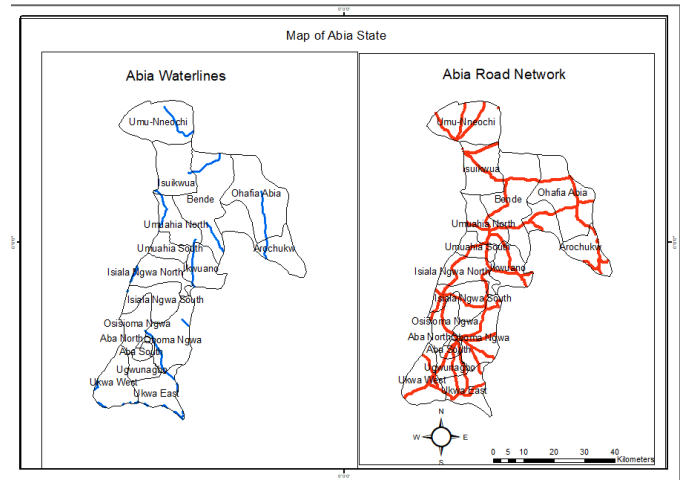 Map of Abia State
Abia Waterlines
Umu-Nneochi
Isuikwua
Bende
Ohafia Abia
Umuahia North
Umuahia South
Arochukw
Ikwuano
Isiala Ngwa North
Isiala Ngwa South
Osisioma Ngwa
Aba North
Obioma Ngwa
Aba South
Ugwunagbo
Ukwa West
Ukwa East
Abia Road Network
Umu-Nneochi
Isuikwua
Bende
Ohafia Abia
Umuahia North
Umuahia South
Arochukw
Ikwuano
Isiala Ngwa North
Isiala Ngwa South
Osisioma Ngwa
Aba North
Obioma Ngwa
Aba South
Ugwunagbo
Ukwa West
Ukwa East
N
W E
S
0 5 10 20 30 40
Kilometers